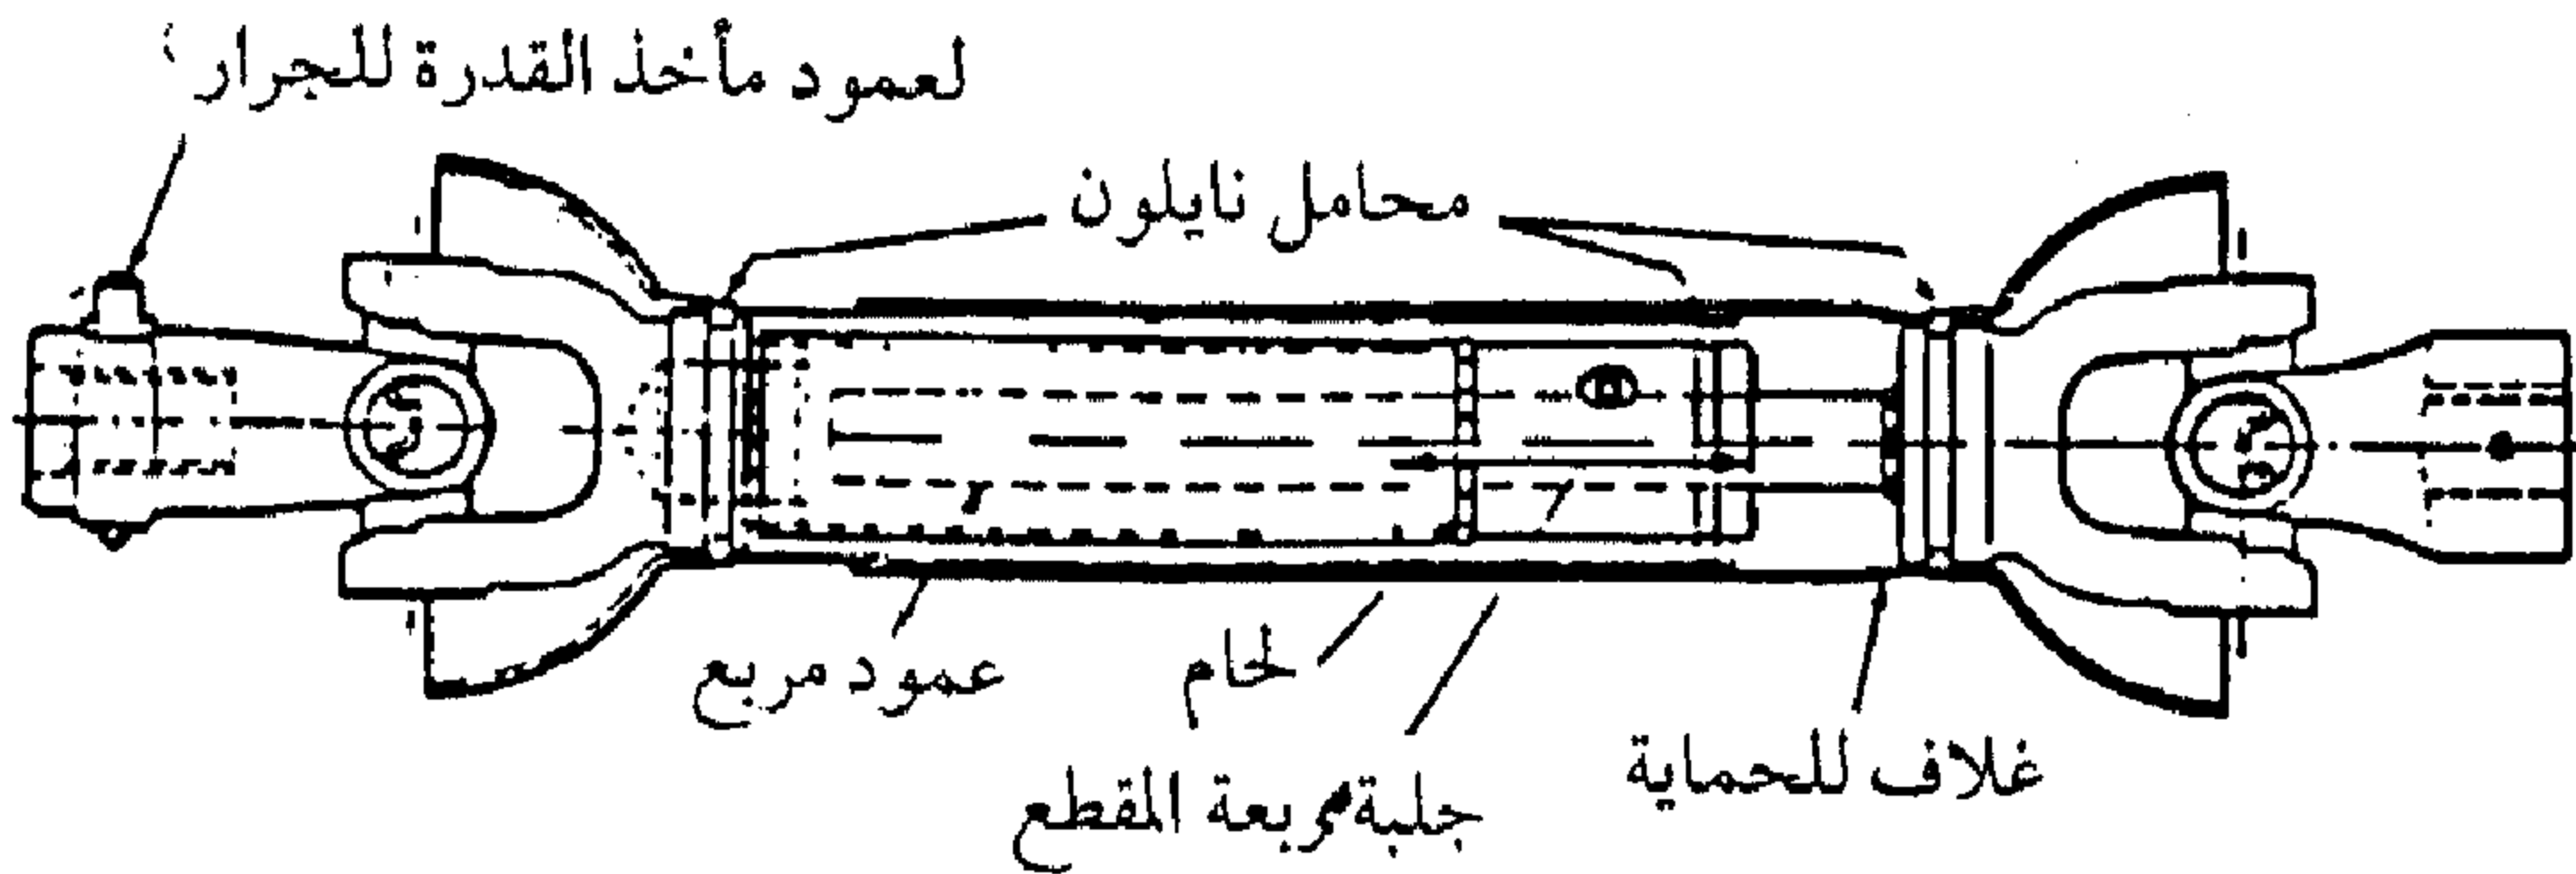 لعمود مأخذ القدرة للجرار
محامل نايلون
عمود مربع
لحام
جلبة مربعة المقطع
غلاف للحماية